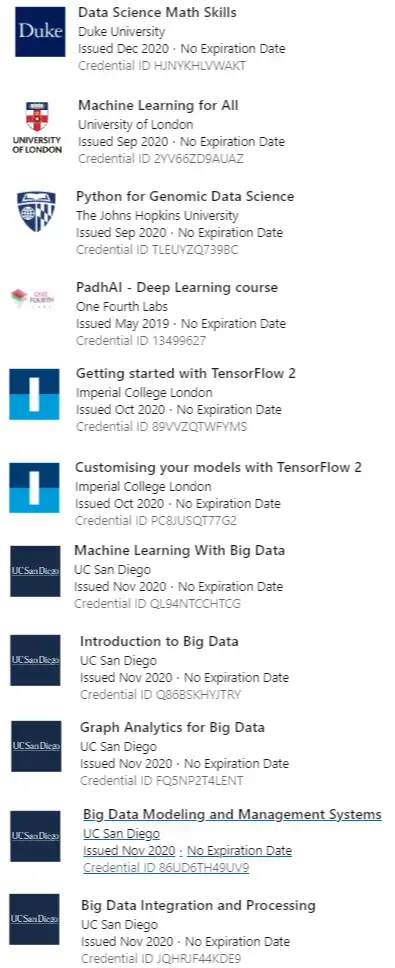 Duke
Data Science Math Skills
Duke University
Issued Dec 2020 · No Expiration Date
Credential ID HJNYKHLVWAKT
UNIVERSITY
OF LONDON
Machine Learning for All
University of London
Issued Sep 2020 · No Expiration Date
Credential ID 2YV66ZD9AUAZ
Python for Genomic Data Science
The Johns Hopkins University
Issued Sep 2020 · No Expiration Date
Credential ID TLEUYZQ739BC
ONE
FOURTH
LABS
PadhAI - Deep Learning course
One Fourth Labs
Issued May 2019 · No Expiration Date
Credential ID 13499627
Getting started with TensorFlow 2
Imperial College London
Issued Oct 2020 · No Expiration Date
Credential ID 89VVZQTWFYMS
Customising your models with TensorFlow 2
Imperial College London
Issued Oct 2020 · No Expiration Date
Credential ID PC8JUSQT77G2
UC San Diego
Machine Learning With Big Data
UC San Diego
Issued Nov 2020 · No Expiration Date
Credential ID QL94NTCCHTCG
UC San Diego
Introduction to Big Data
UC San Diego
Issued Nov 2020 · No Expiration Date
Credential ID Q86BSKHYJTRY
UC San Diego
Graph Analytics for Big Data
UC San Diego
Issued Nov 2020 · No Expiration Date
Credential ID FQ5NP2T4LENT
UC San Diego
Big Data Modeling and Management Systems
UC San Diego
Issued Nov 2020 · No Expiration Date
Credential ID 86UD6TH49UV9
UC San Diego
Big Data Integration and Processing
UC San Diego
Issued Nov 2020 · No Expiration Date
Credential ID JQHRJF44KDE9